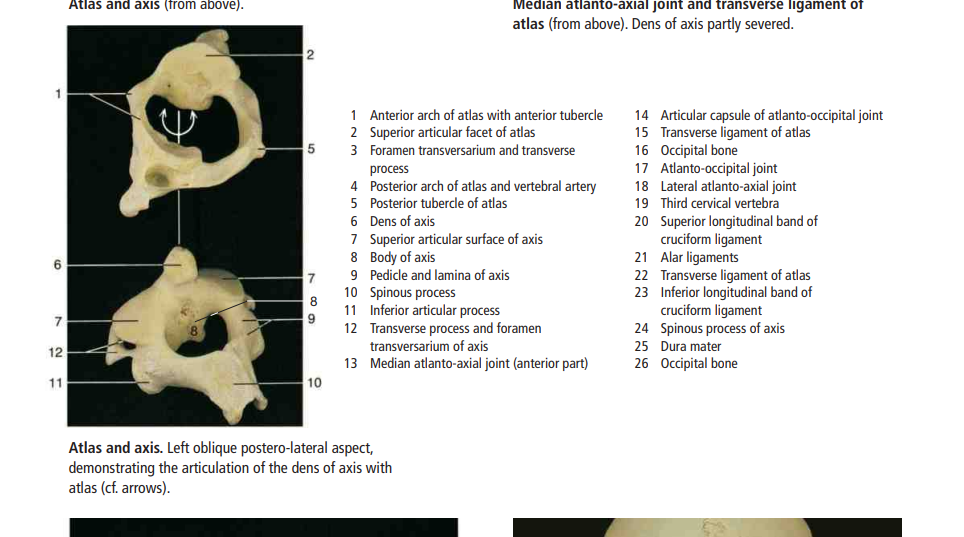 Atlas and axis (from above).
Median atlanto-axial joint and transverse ligament of
atlas (from above). Dens of axis partly severed.
1
2
5
6
7
8
7
8
9
12
11
10
1 Anterior arch of atlas with anterior tubercle
2 Superior articular facet of atlas
3 Foramen transversarium and transverse
process
4 Posterior arch of atlas and vertebral artery
5 Posterior tubercle of atlas
6 Dens of axis
7 Superior articular surface of axis
8 Body of axis
9 Pedicle and lamina of axis
10 Spinous process
11 Inferior articular process
12 Transverse process and foramen
transversarium of axis
13 Median atlanto-axial joint (anterior part)
14 Articular capsule of atlanto-occipital joint
15 Transverse ligament of atlas
16 Occipital bone
17 Atlanto-occipital joint
18 Lateral atlanto-axial joint
19 Third cervical vertebra
20 Superior longitudinal band of
cruciform ligament
21 Alar ligaments
22 Transverse ligament of atlas
23 Inferior longitudinal band of
cruciform ligament
24 Spinous process of axis
25 Dura mater
26 Occipital bone
Atlas and axis. Left oblique postero-lateral aspect,
demonstrating the articulation of the dens of axis with
atlas (cf. arrows).